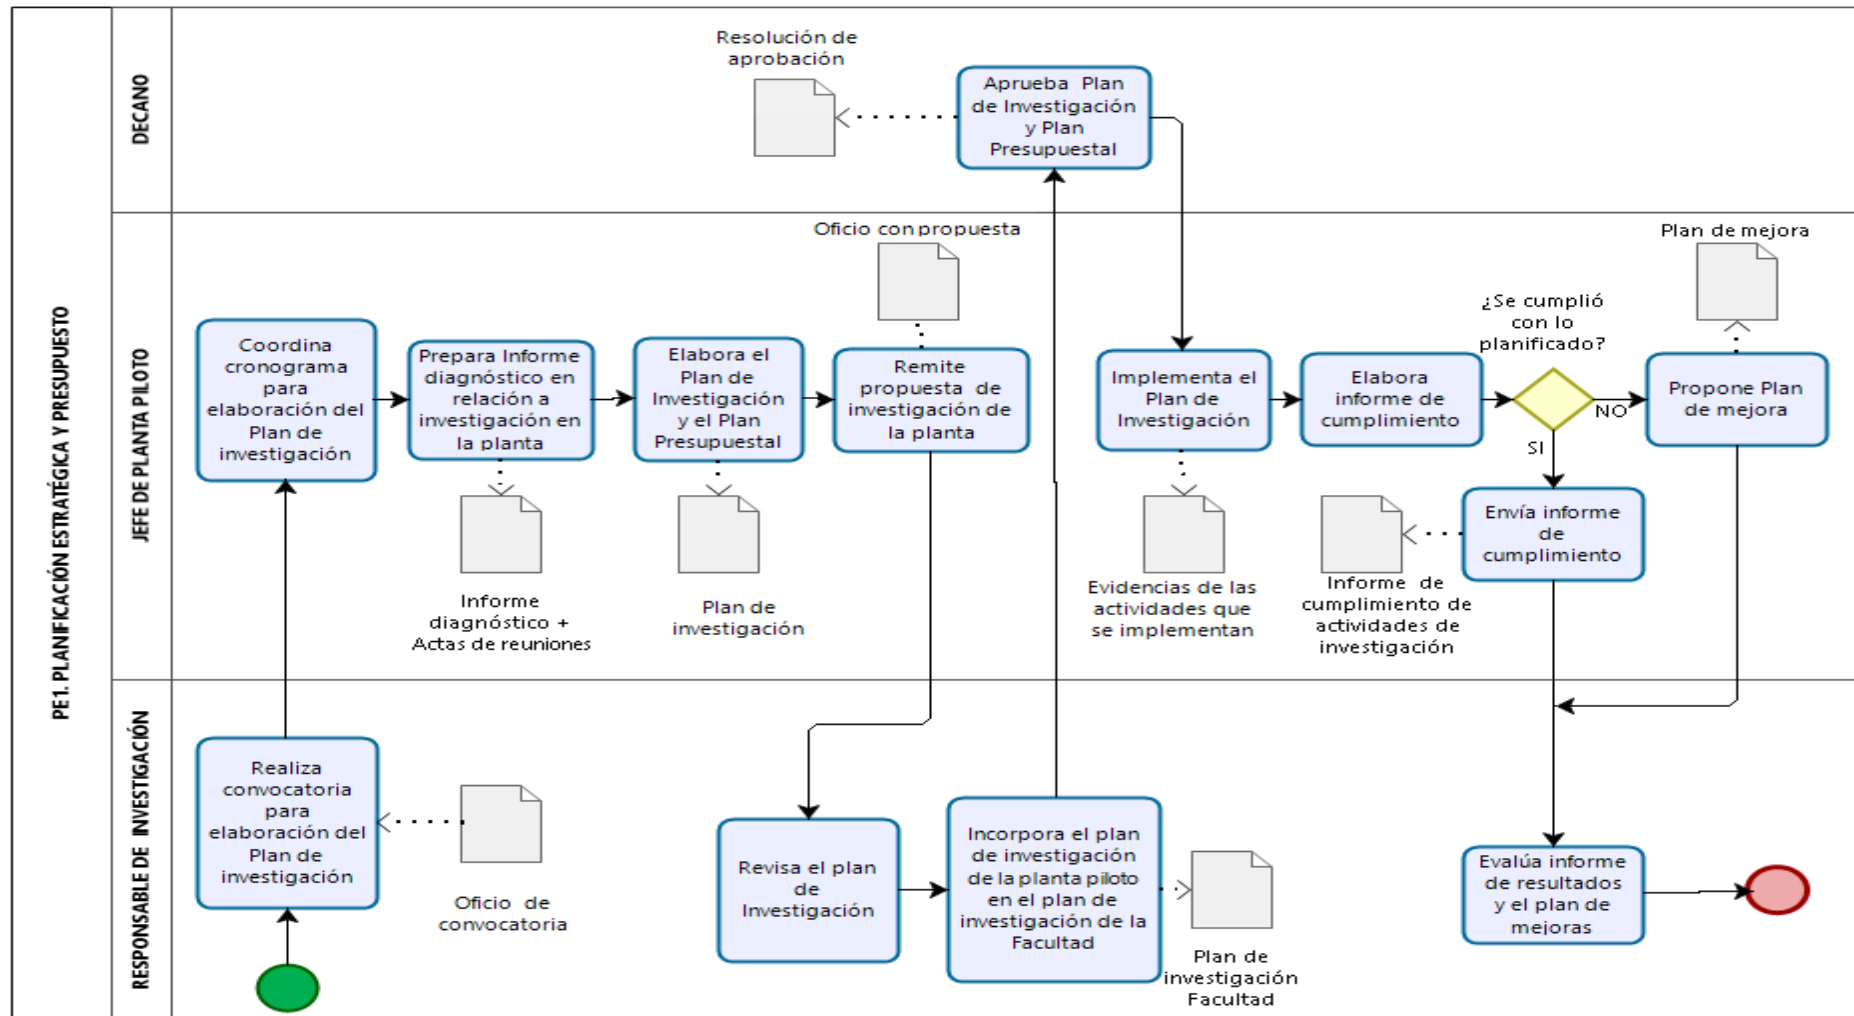 PE1. PLANIFICACIÓN ESTRATÉGICA Y PRESUPUESTO
DECANO
Resolución de
aprobación
Aprueba Plan
de Investigación
y Plan
Presupuestal
JEFE DE PLANTA PILOTO
Coordina
cronograma
para
elaboración del
Plan de
investigación
Prepara Informe
diagnóstico en
relación a
investigación en
la planta
Informe
diagnóstico +
Actas de reuniones
Elabora el
Plan de
Investigación
y el Plan
Presupuestal
Plan de
investigación
Oficio con propuesta
Remite
propuesta de
investigación de
la planta
Implementa el
Plan de
Investigación
Evidencias de las
actividades que
se implementan
Elabora
informe de
cumplimiento
¿Se cumplió
con lo
planificado?
NO
SI
Plan de mejora
Propone Plan
de mejora
Envía informe
de
cumplimiento
Informe de
cumplimiento de
actividades de
investigación
RESPONSABLE DE INVESTIGACIÓN
Realiza
convocatoria
para
elaboración del
Plan de
investigación
Oficio de
convocatoria
Revisa el plan
de
Investigación
Incorpora el plan
de investigación
de la planta piloto
en el plan de
investigación de la
Facultad
Plan de
investigación
Facultad
Evalúa informe
de resultados
y el plan de
mejoras